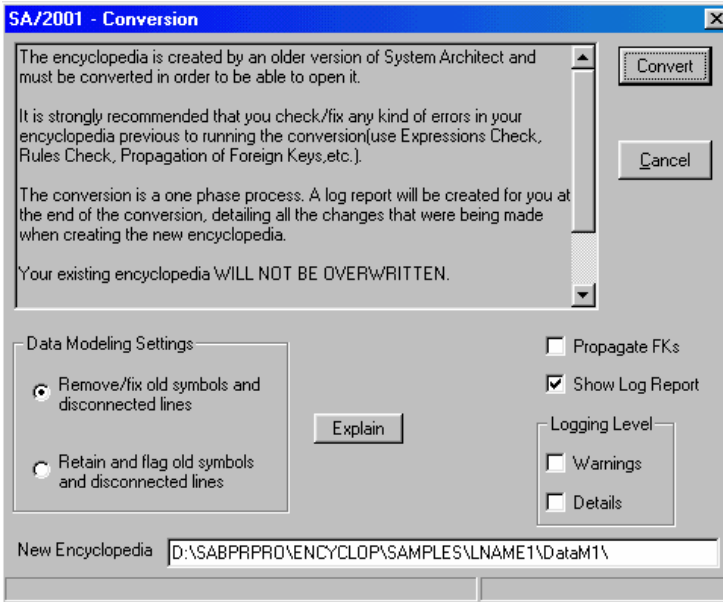 SA/2001 - Conversion
The encyclopedia is created by an older version of System Architect and
must be converted in order to be able to open it.
It is strongly recommended that you check/fix any kind of errors in your
encyclopedia previous to running the conversion(use Expressions Check,
Rules Check, Propagation of Foreign Keys,etc.).
The conversion is a one phase process. A log report will be created for you at
the end of the conversion, detailing all the changes that were being made
when creating the new encyclopedia.
Your existing encyclopedia WILL NOT BE OVERWRITTEN.
Convert
Cancel
Data Modeling Settings
Remove/fix old symbols and
disconnected lines
Retain and flag old symbols
and disconnected lines
Explain
Propagate FKs
Show Log Report
Logging Level
Warnings
Details
New Encyclopedia D:\SABPRPRO\ENCYCLOP\SAMPLES\LNAME1\DataM1\